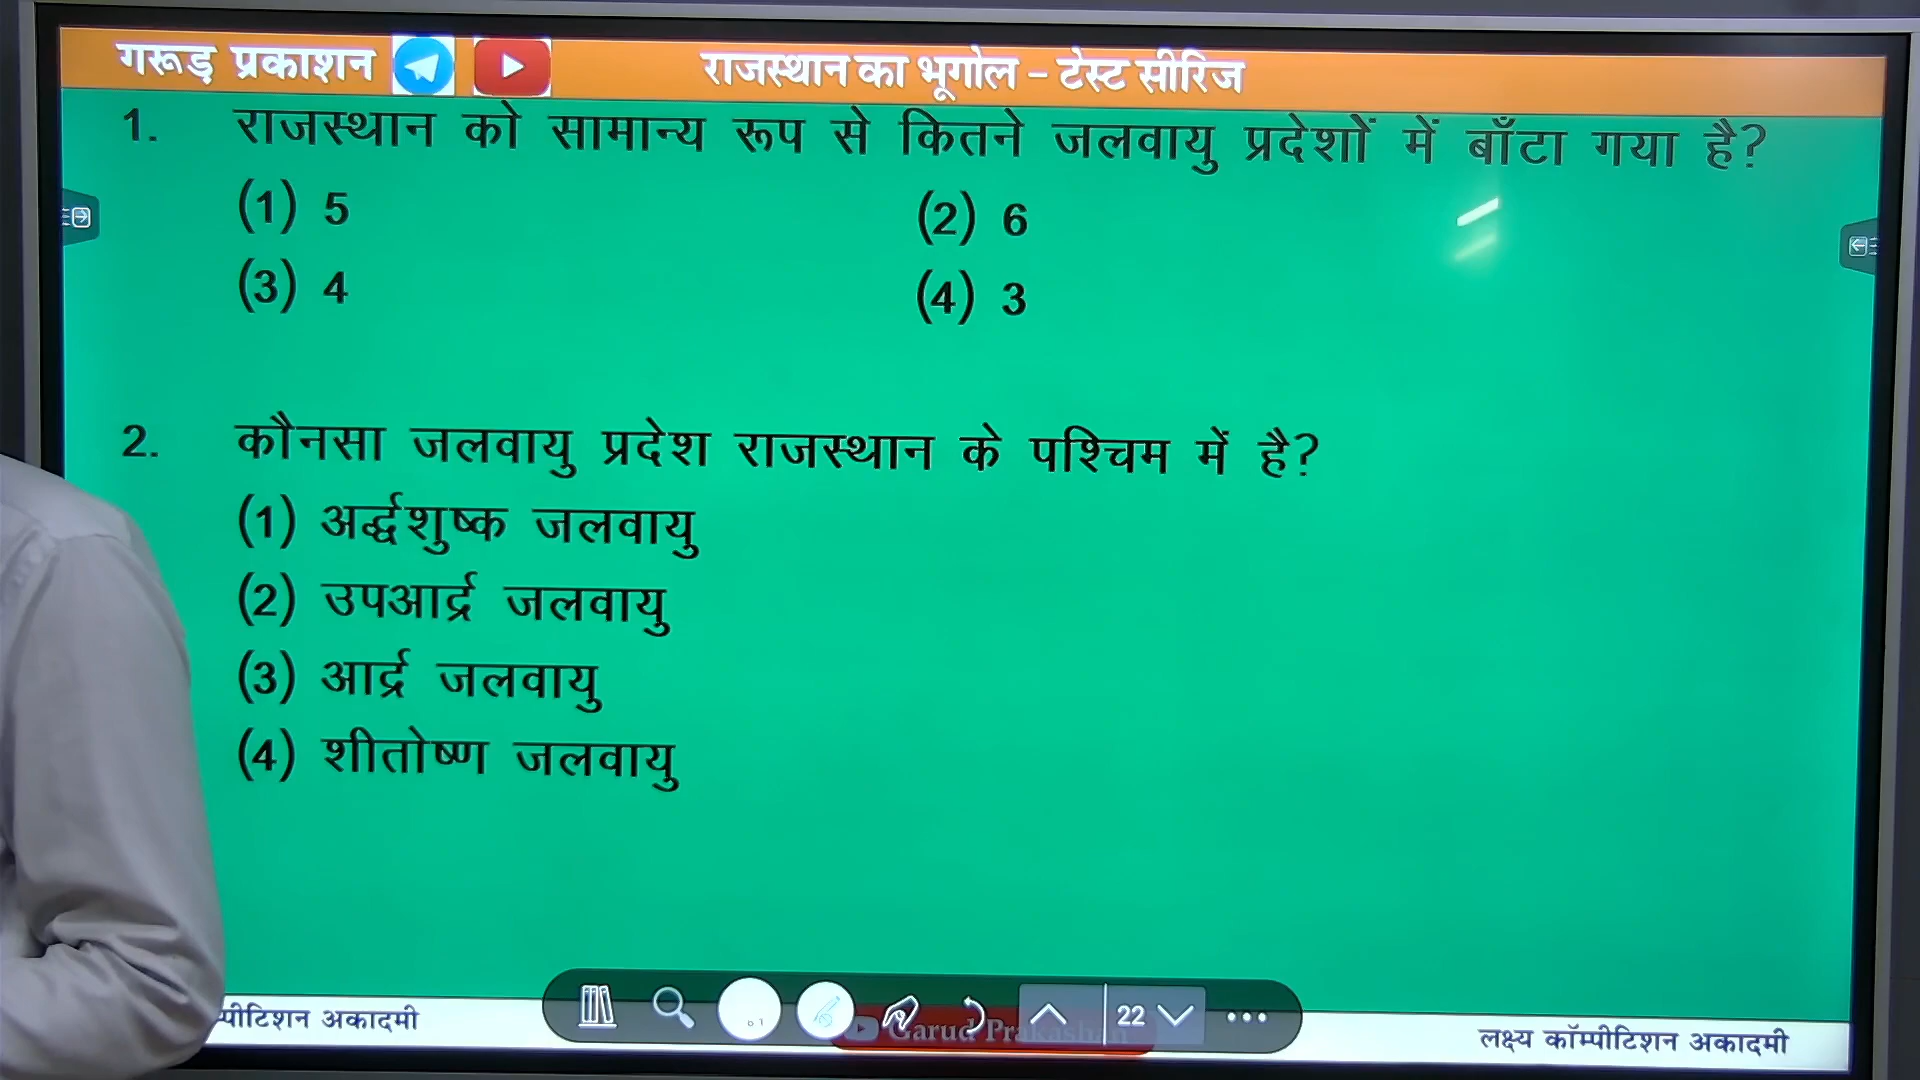 गरूड़ प्रकाशन राजस्थान का भूगोल – टेस्ट सीरिज
1. राजस्थान को सामान्य रूप से कितने जलवायु प्रदेशों में बाँटा गया है?
(1) 5 (2) 6
(3) 4 (4) 3
2. कौनसा जलवायु प्रदेश राजस्थान के पश्चिम में है?
(1) अर्द्धशुष्क जलवायु
(2) उपआर्द्र जलवायु
(3) आर्द्र जलवायु
(4) शीतोष्ण जलवायु
22
Garud Prakashan
अकादमी
लक्ष्य कॉम्पीटिशन अकादमी